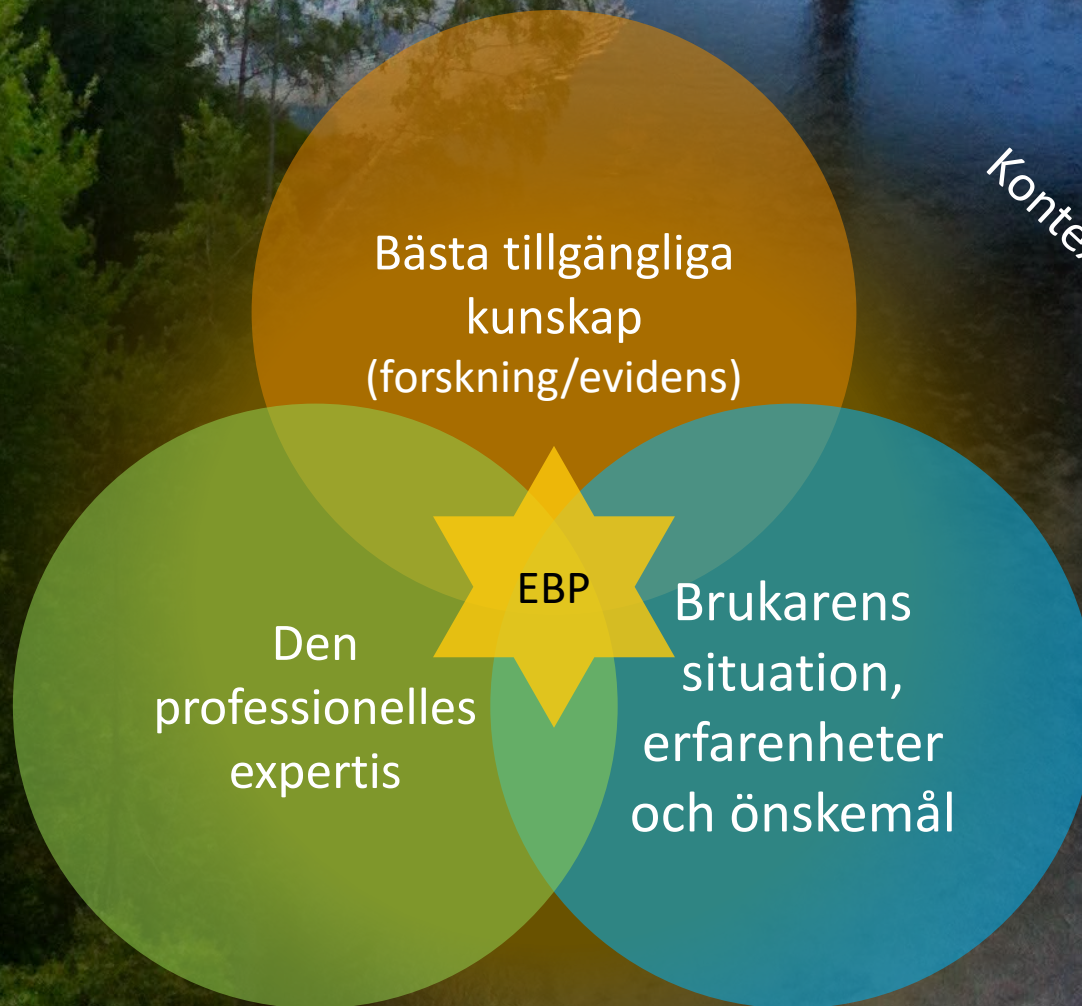 Bästa tillgängliga
kunskap
(forskning/evidens)
EBP
Den
professionelles
expertis
Brukarens
situation,
erfarenheter
och önskemål